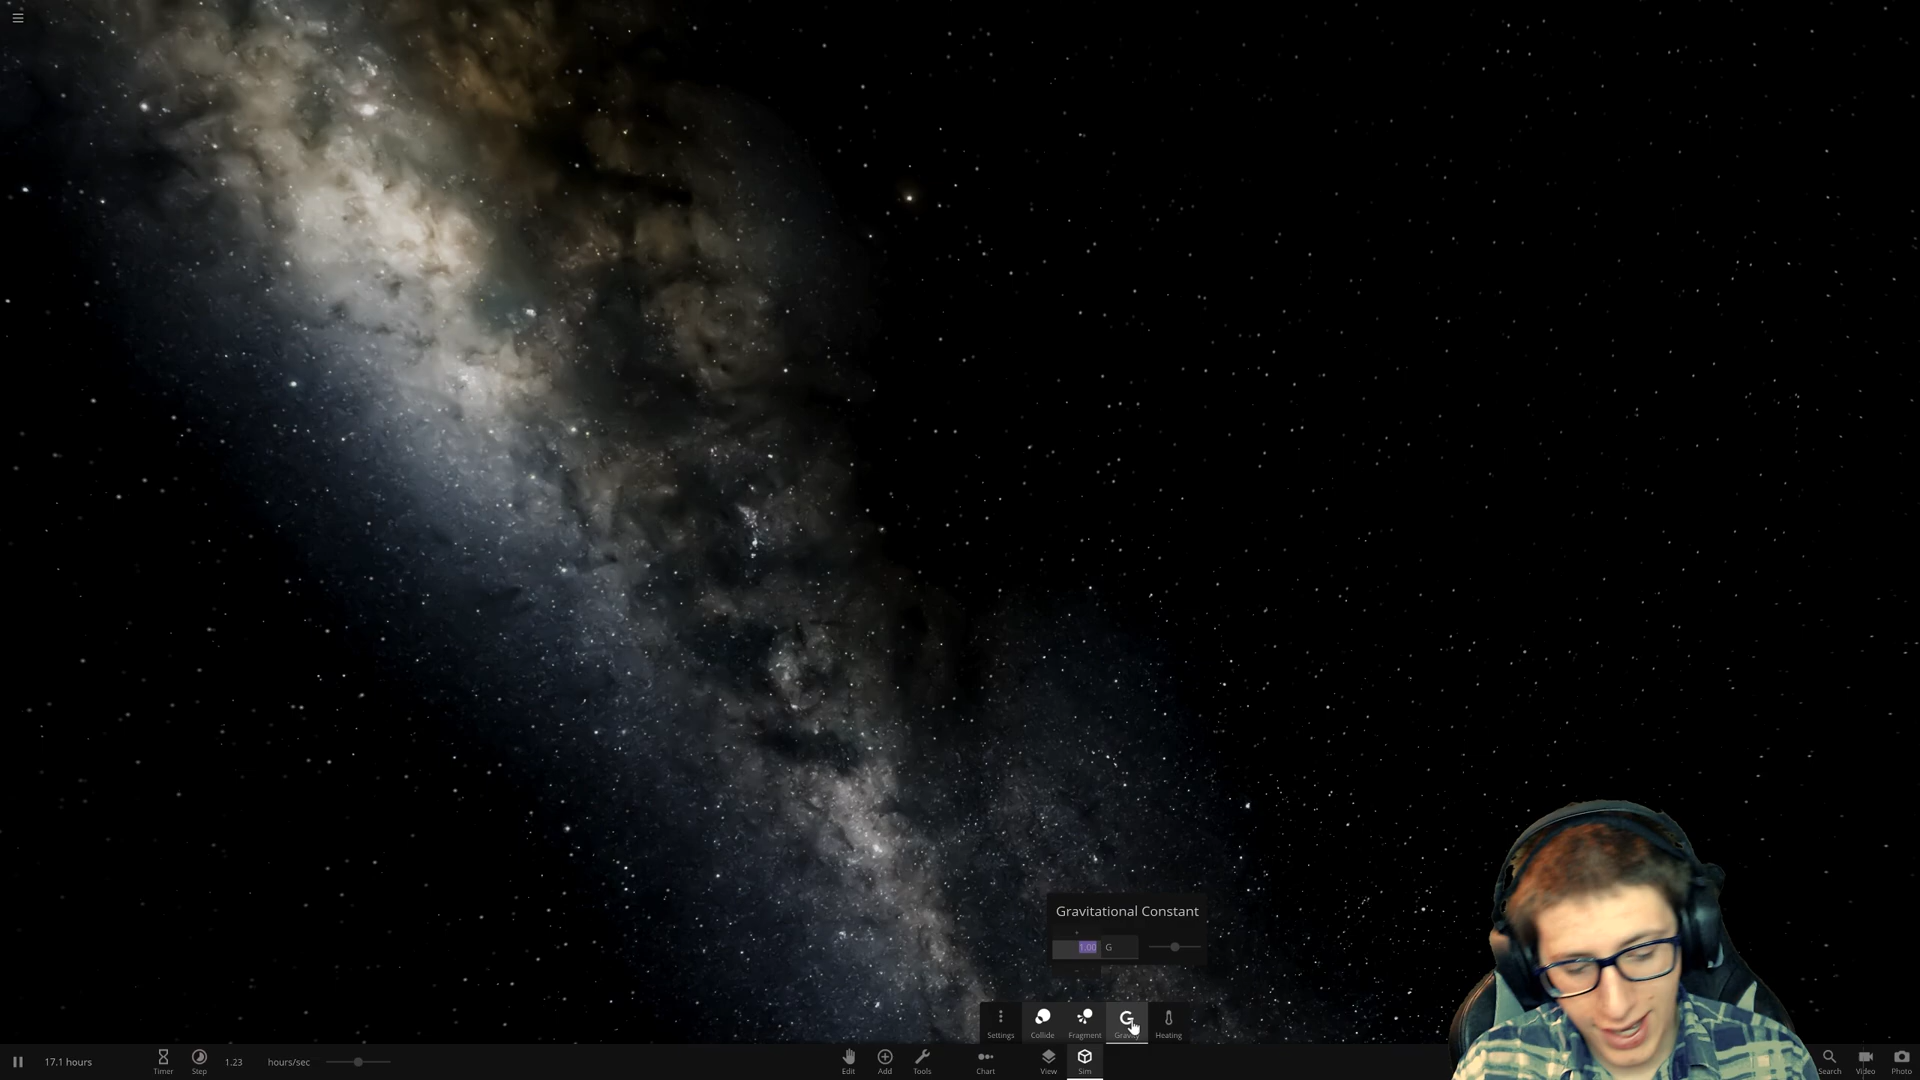 Gravitational Constant
1.00 G
Settings Collide Fragment Gravity Heating
17.1 hours Timer Step 1.23 hours/sec Edit Add Tools Chart View Sim Search Video Photo